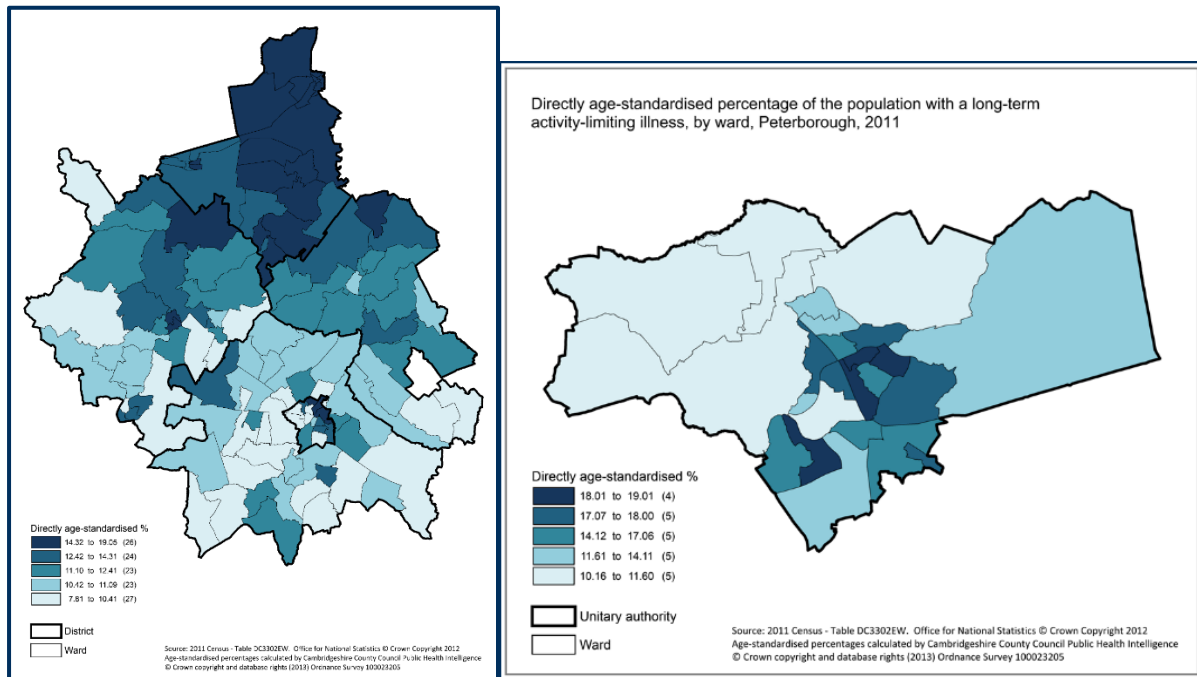 Directly age-standardised %
14.32 to 19.05 (26)
12.42 to 14.31 (24)
11.10 to 12.41 (23)
10.42 to 11.09 (23)
7.81 to 10.41 (27)
District
Ward
Source: 2011 Census - Table DC3302EW. Office for National Statistics © Crown Copyright 2012
Age-standardised percentages calculated by Cambridgeshire County Council Public Health Intelligence
© Crown copyright and database rights (2013) Ordnance Survey 100023205
Directly age-standardised percentage of the population with a long-term
activity-limiting illness, by ward, Peterborough, 2011
Directly age-standardised %
18.01 to 19.01 (4)
17.07 to 18.00 (5)
14.12 to 17.06 (5)
11.61 to 14.11 (5)
10.16 to 11.60 (5)
Unitary authority
Ward
Source: 2011 Census - Table DC3302EW. Office for National Statistics © Crown Copyright 2012
Age-standardised percentages calculated by Cambridgeshire County Council Public Health Intelligence
© Crown copyright and database rights (2013) Ordnance Survey 100023205